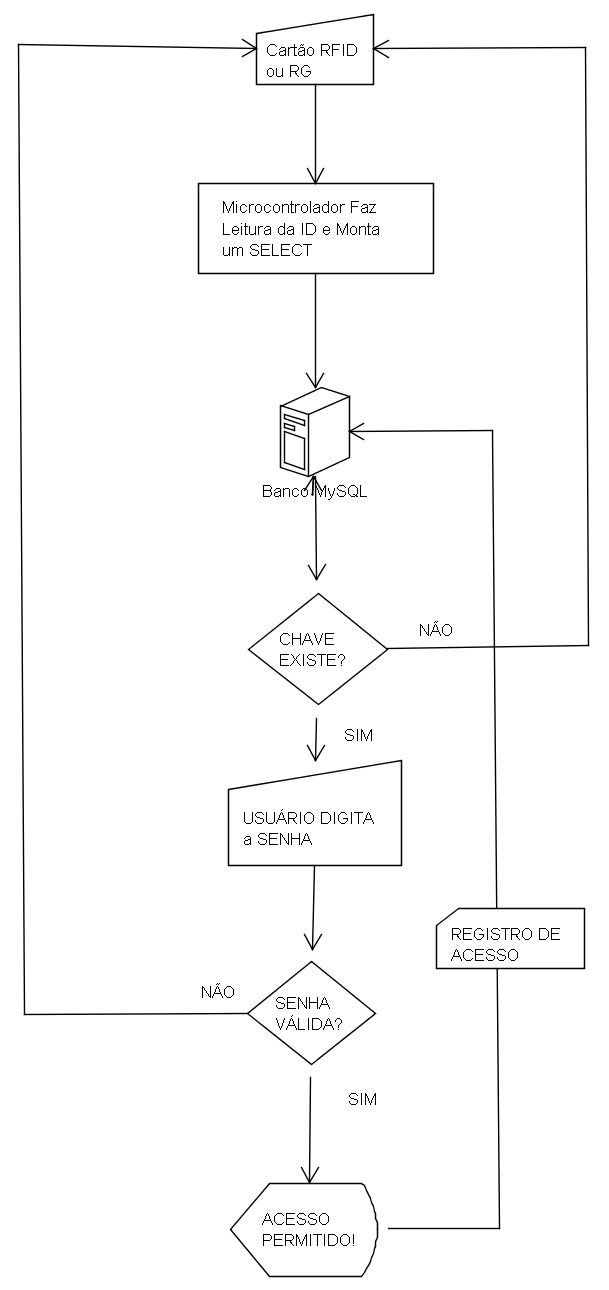 Cartão RFID
ou RG
Microcontrolador Faz
Leitura da ID e Monta
um SELECT
Banco MySQL
CHAVE
EXISTE?
NÃO
SIM
USUÁRIO DIGITA
a SENHA
REGISTRO DE
ACESSO
NÃO
SENHA
VÁLIDA?
SIM
ACESSO
PERMITIDO!